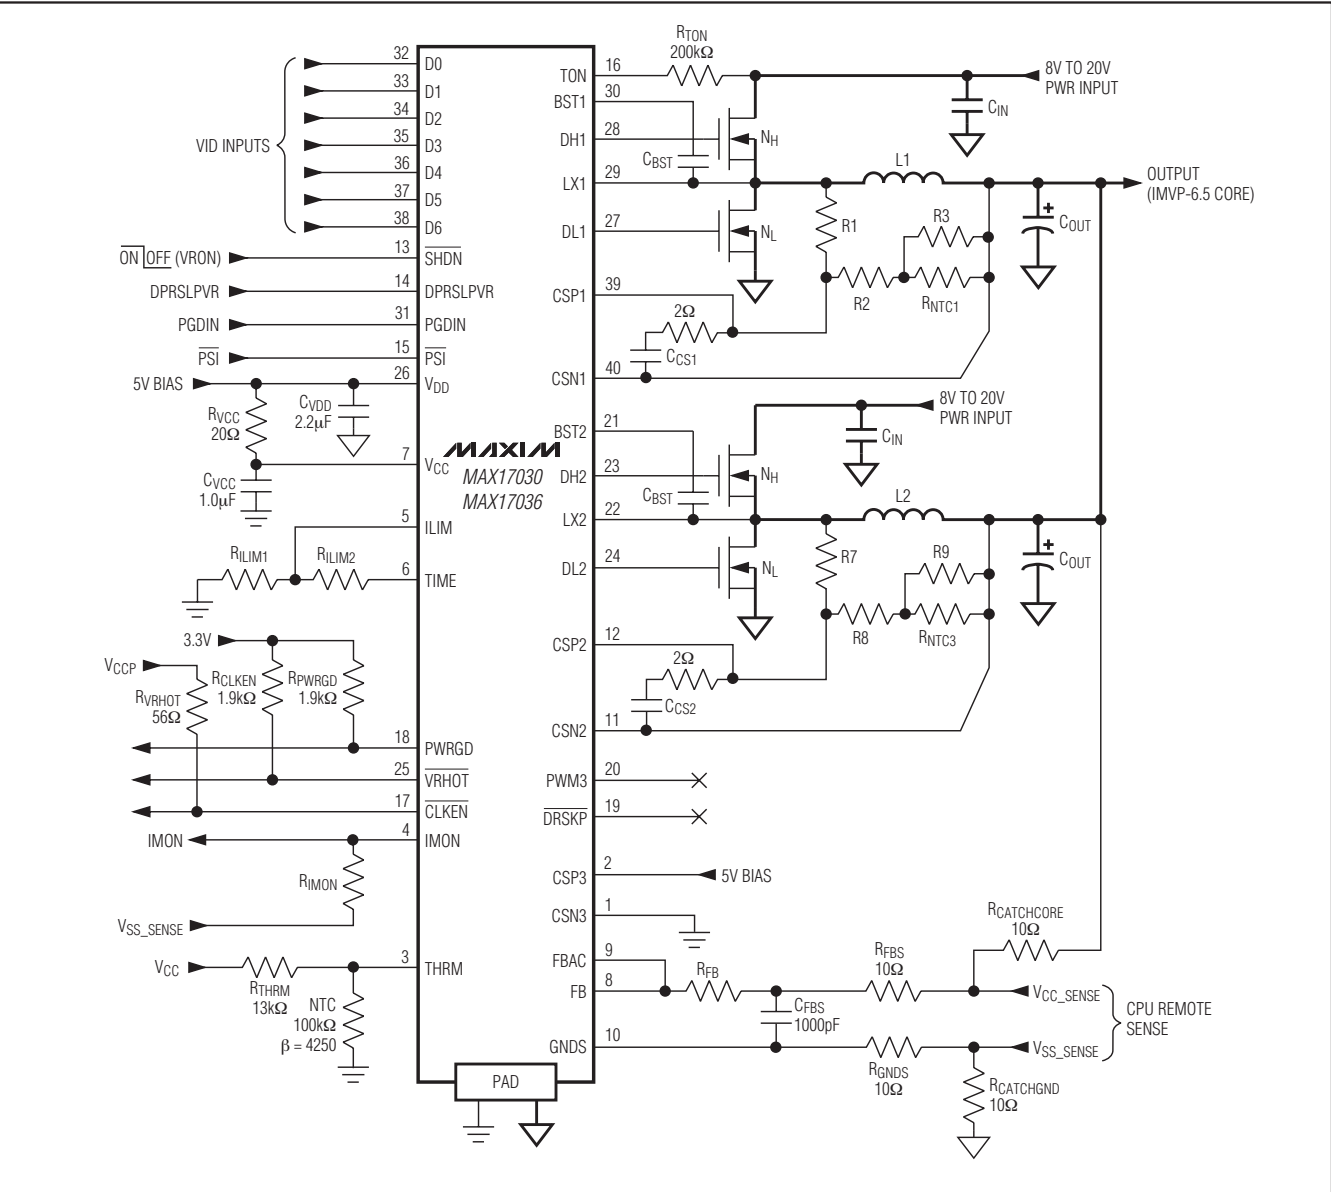 VID INPUTS
32 D0
33 D1
34 D2
35 D3
36 D4
37 D5
38 D6
ON OFF (VRON) 13 SHDN
DPRSLPVR 14 DPRSLPVR
PGDIN 31 PGDIN
PSI 15 PSI
5V BIAS 26 VDD
RVCC
20Ω
CVDD
2.2μF
7 VCC
CVCC
1.0μF
5 ILIM
RILIM1 RILIM2
6 TIME
3.3V
VCCP
RVRHOT
56Ω
RCLKEN
1.9kΩ
RPWRGD
1.9kΩ
18 PWRGD
25 VRHOT
17 CLKEN
IMON 4 IMON
RIMON
VSS_SENSE
VCC 3 THRM
RTHRM
13kΩ
NTC
100kΩ
β = 4250
MAXIM
MAX17030
MAX17036
PAD
RTON
200kΩ
TON 16
8V TO 20V
PWR INPUT
CIN
BST1 30
DH1 28
NH
CBST
LX1 29
L1
OUTPUT
(IMVP-6.5 CORE)
DL1 27
NL
R1
R3
COUT
R2
RNTC1
CSP1 39
2Ω
CCS1
CSN1 40
8V TO 20V
PWR INPUT
CIN
BST2 21
DH2 23
NH
CBST
LX2 22
L2
DL2 24
NL
R7
R9
COUT
R8
RNTC3
CSP2 12
2Ω
CCS2
CSN2 11
PWM3 20
DRSKP 19
CSP3 2
5V BIAS
CSN3 1
RCATCHCORE
10Ω
FBAC 9
FB 8
RFB
RFBS
10Ω
VCC_SENSE
CFBS
1000pF
CPU REMOTE
SENSE
GNDS 10
VSS_SENSE
RGNDS
10Ω
RCATCHGND
10Ω